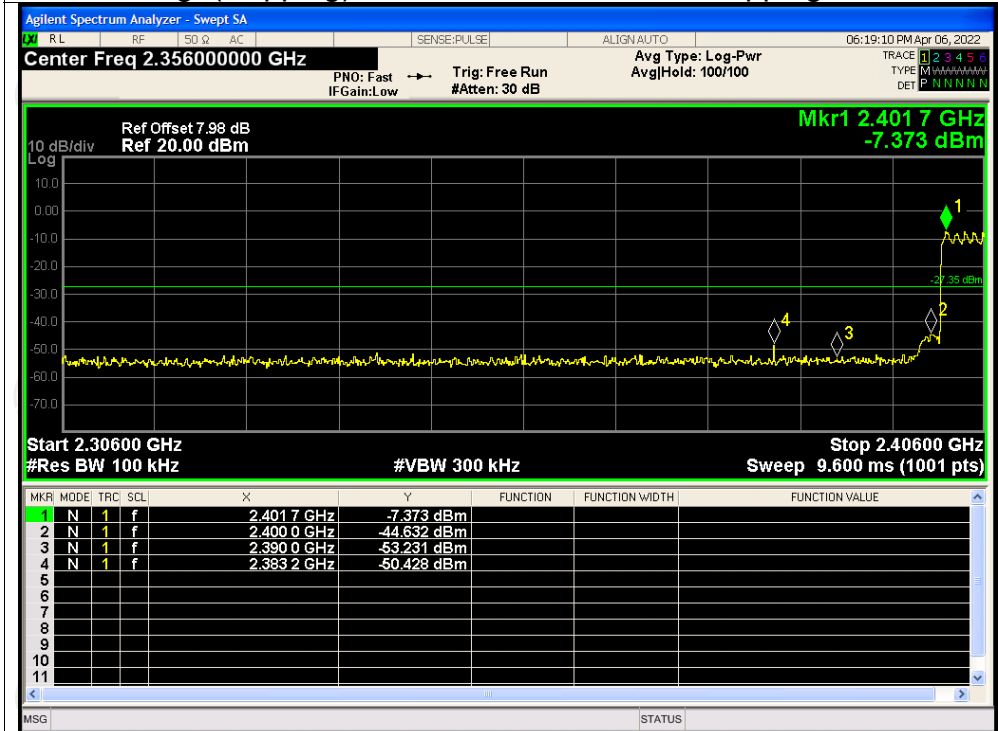 Agilent Spectrum Analyzer - Swept SA
LXI RL RF 50 Ω AC SENSE:PULSE ALIGN AUTO 06:19:10 PM Apr 06, 2022
Center Freq 2.356000000 GHz
PNO: Fast
IFGain:Low
Trig: Free Run
#Atten: 30 dB
Avg Type: Log-Pwr
Avg|Hold: 100/100
TRACE 1 2 3 4 5 6
TYPE M
DET P N N N N N
Mkr1 2.401 7 GHz
-7.373 dBm
Ref Offset 7.98 dB
10 dB/div Ref 20.00 dBm
Log
10.0
0.00
-10.0
-20.0
-30.0
-40.0
-50.0
-60.0
-70.0
1
-27.35 dBm
2
4
3
Start 2.30600 GHz Stop 2.40600 GHz
#Res BW 100 kHz #VBW 300 kHz Sweep 9.600 ms (1001 pts)
MKR MODE TRC SCL X Y FUNCTION FUNCTION WIDTH FUNCTION VALUE
1 N 1 f 2.401 7 GHz -7.373 dBm
2 N 1 f 2.400 0 GHz -44.632 dBm
3 N 1 f 2.390 0 GHz -53.231 dBm
4 N 1 f 2.383 2 GHz -50.428 dBm
5
6
7
8
9
10
11
MSG STATUS